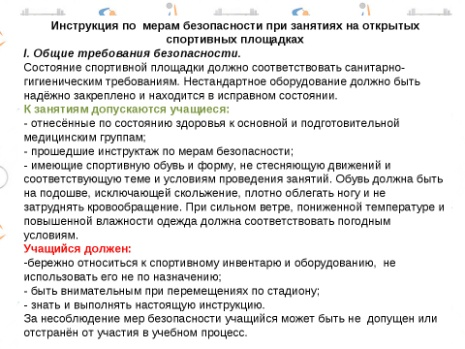 Инструкция по мерам безопасности при занятиях на открытых
спортивных площадках
I. Общие требования безопасности.
Состояние спортивной площадки должно соответствовать санитарно-
гигиеническим требованиям. Нестандартное оборудование должно быть
надёжно закреплено и находится в исправном состоянии.
К занятиям допускаются учащиеся:
- отнесённые по состоянию здоровья к основной и подготовительной
медицинским группам;
- прошедшие инструктаж по мерам безопасности;
- имеющие спортивную обувь и форму, не стесняющую движений и
соответствующую теме и условиям проведения занятий. Обувь должна быть
на подошве, исключающей скольжение, плотно облегать ногу и не
затруднять кровообращение. При сильном ветре, пониженной температуре и
повышенной влажности одежда должна соответствовать погодным
условиям.
Учащийся должен:
-бережно относиться к спортивному инвентарю и оборудованию, не
использовать его не по назначению;
- быть внимательным при перемещениях по стадиону;
- знать и выполнять настоящую инструкцию.
За несоблюдение мер безопасности учащийся может быть не допущен или
отстранён от участия в учебном процессе.